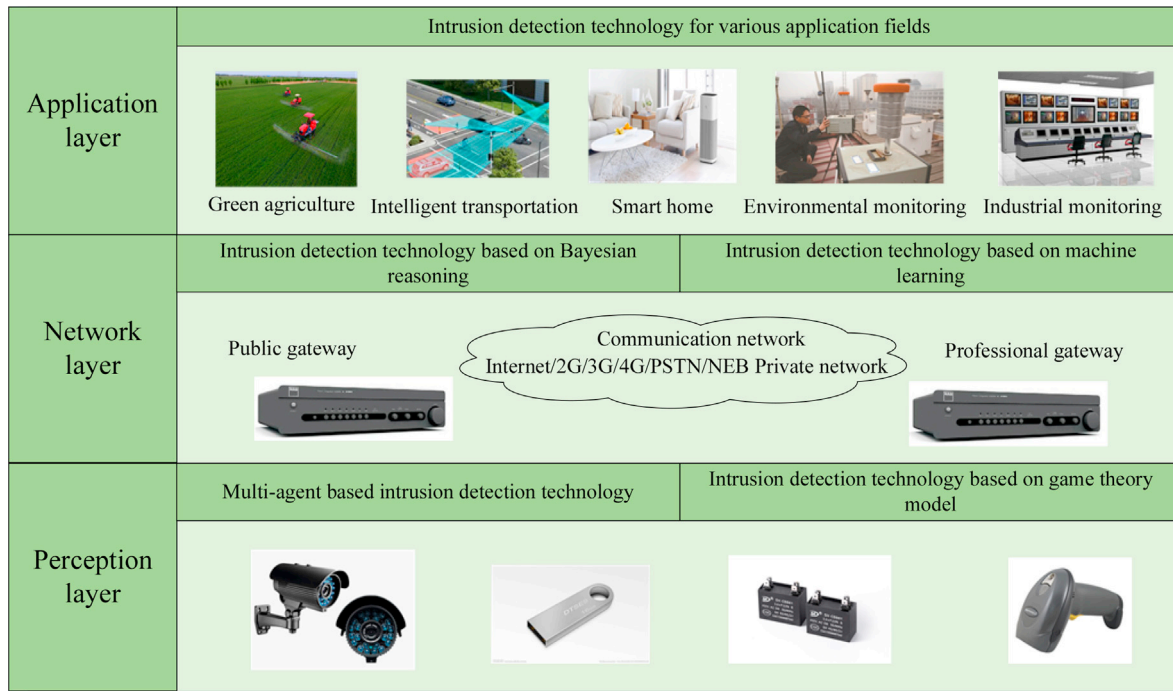 Intrusion detection technology for various application fields
Application
layer
Green agriculture
Intelligent transportation
Smart home
Environmental monitoring
Industrial monitoring
Intrusion detection technology based on Bayesian
reasoning
Intrusion detection technology based on machine
learning
Network
layer
Public gateway
Communication network
Internet/2G/3G/4G/PSTN/NEB Private network
Professional gateway
Multi-agent based intrusion detection technology
Intrusion detection technology based on game theory
model
Perception
layer